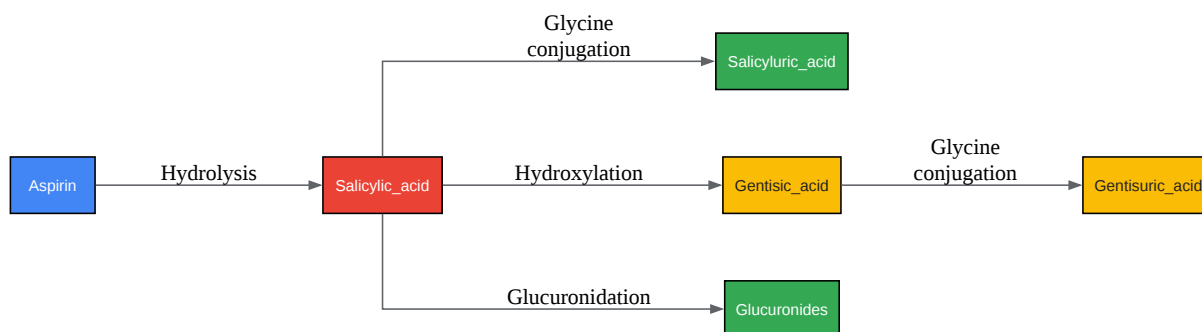 Glycine
conjugation
Salicyluric_acid
Aspirin
Hydrolysis
Salicylic_acid
Hydroxylation
Gentisic_acid
Glycine
conjugation
Gentisuric_acid
Glucuronidation
Glucuronides